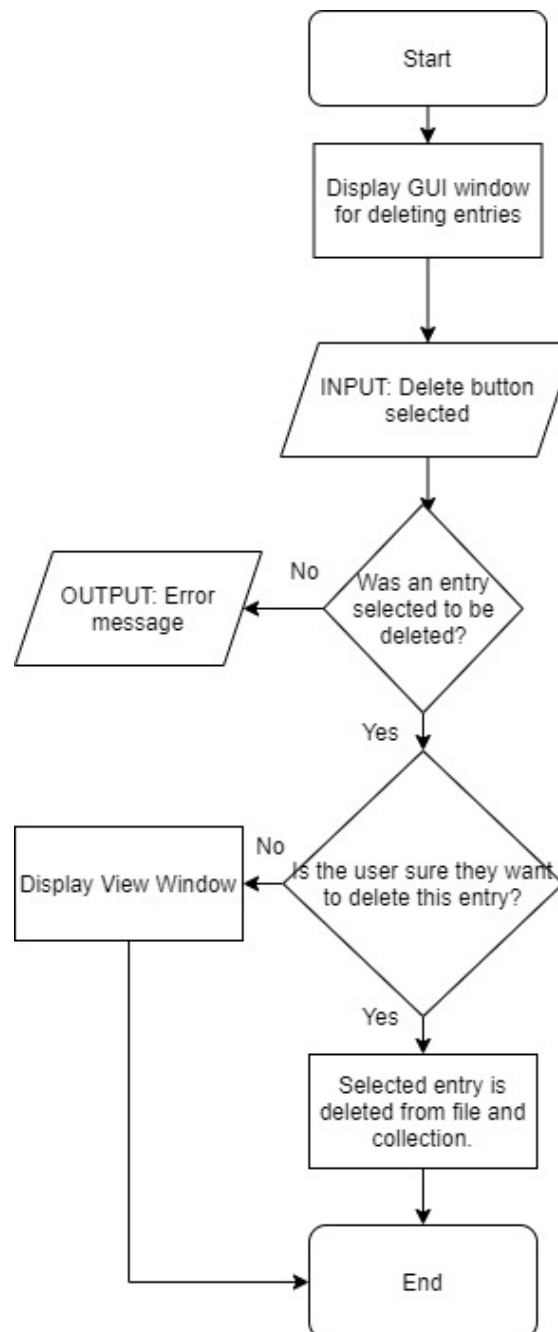 Start
Display GUI window
for deleting entries
INPUT: Delete button
selected
No
Was an entry
selected to be
deleted?
OUTPUT: Error
message
Yes
No
Is the user sure they want
to delete this entry?
Display View Window
Yes
Selected entry is
deleted from file and
collection.
End